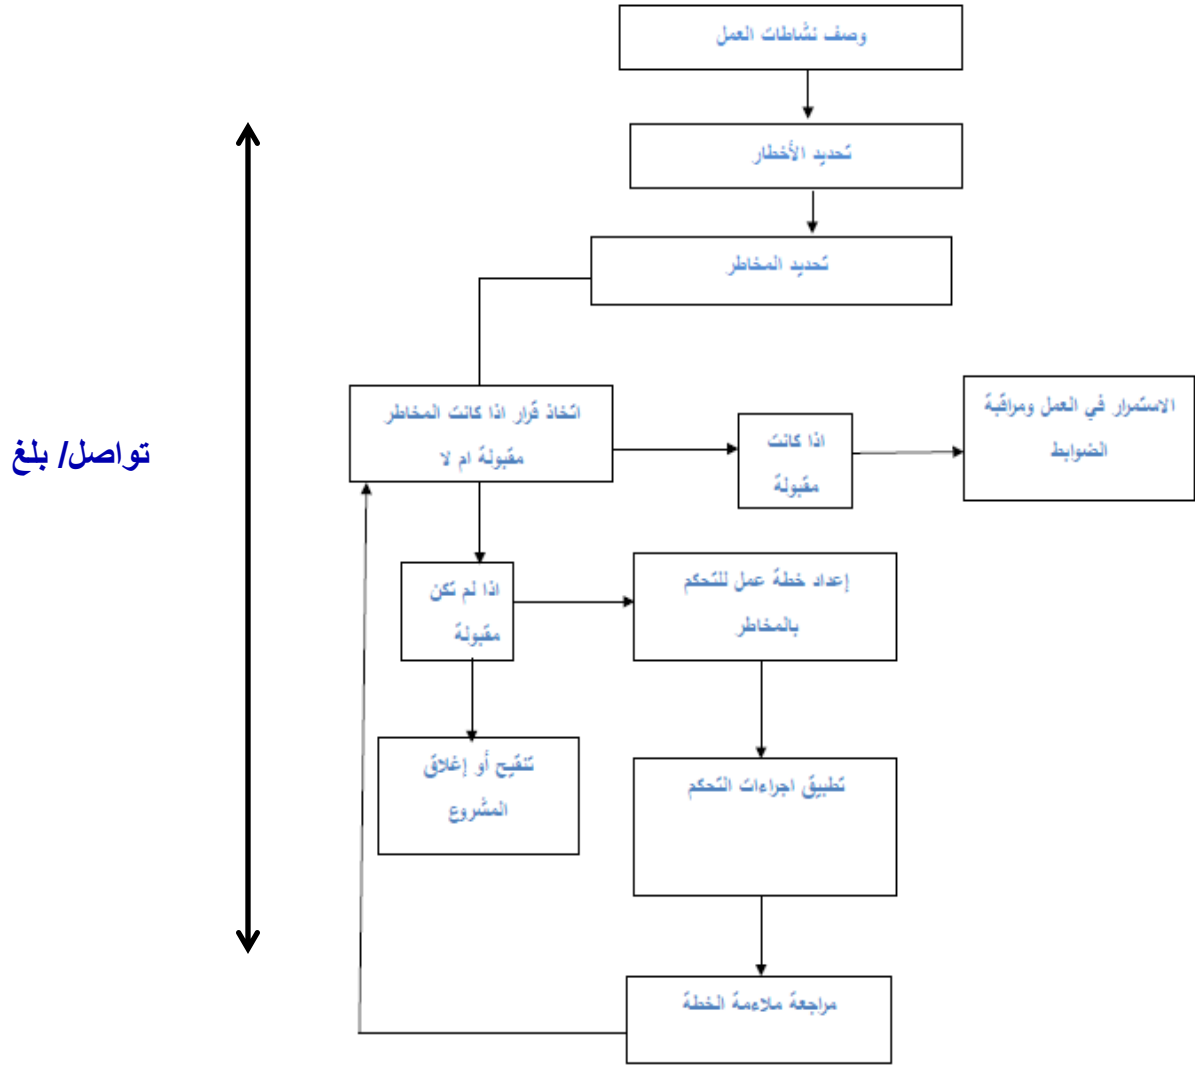 وصف نشاطات العمل
تحديد الأخطار
تحديد المخاطر
اتخاذ قرار اذا كانت المخاطر
مقبولة ام لا
اذا كانت
مقبولة
الاستمرار في العمل ومراقبة
الضوابط
تواصل/ بلغ
اذا لم تكن
مقبولة
إعداد خطة عمل للتحكم
بالمخاطر
تنقيح أو إغلاق
المشروع
تطبيق اجراءات التحكم
مراجعة ملاءمة الخطة